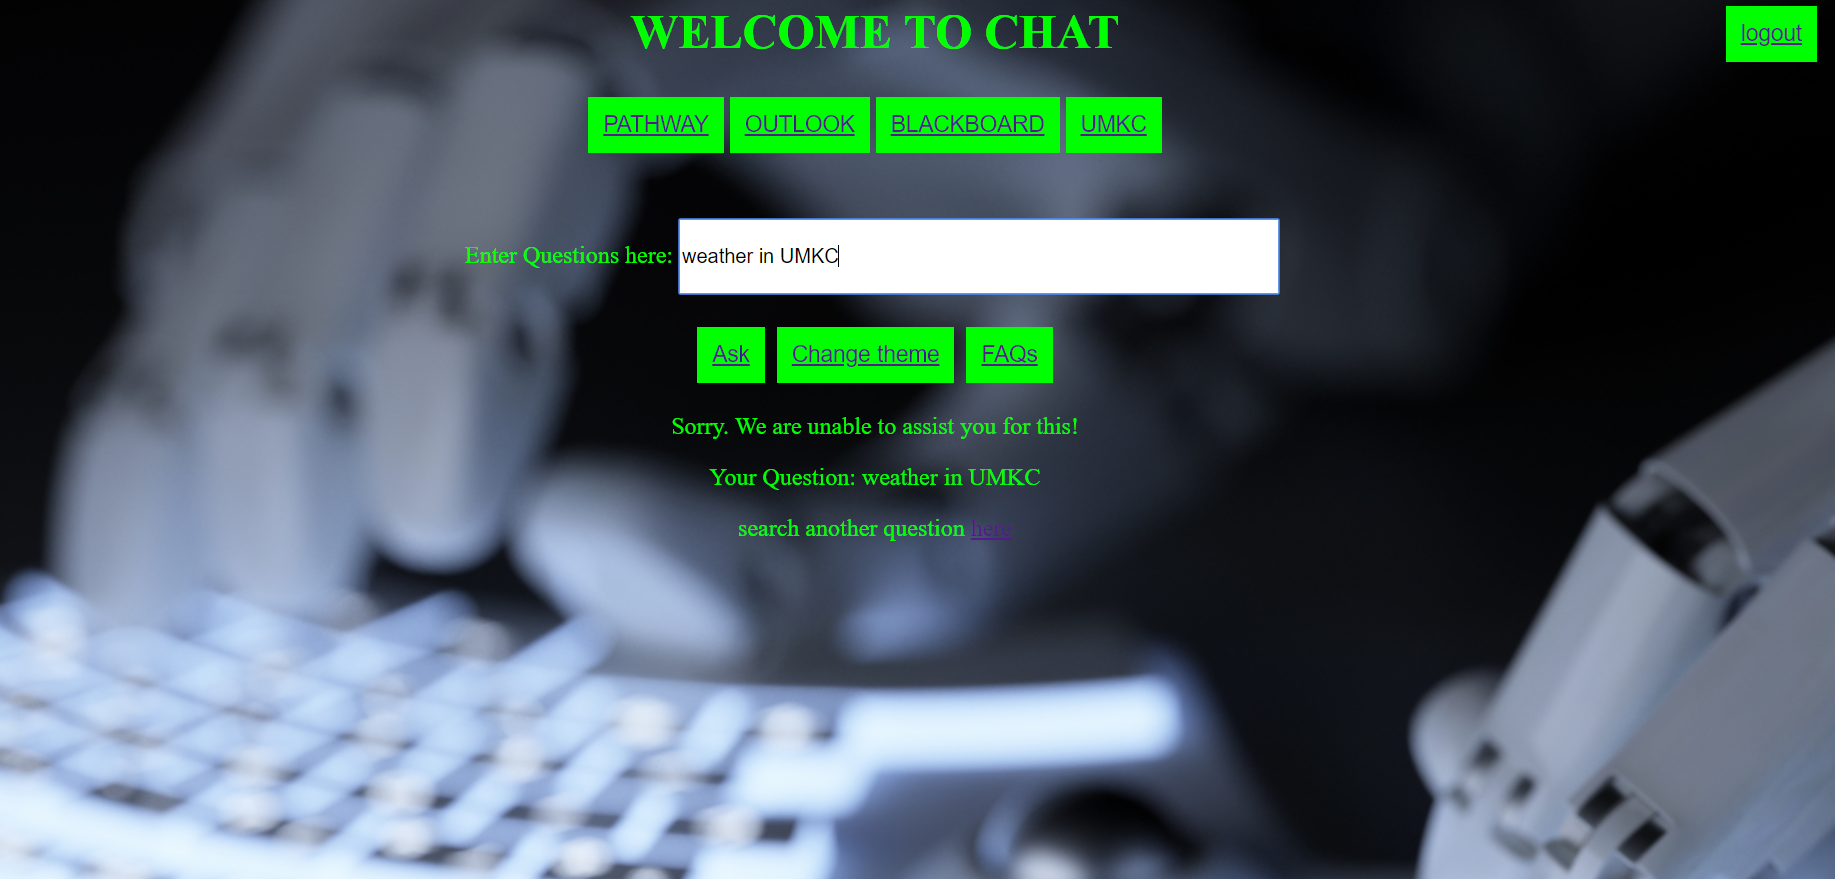 WELCOME TO CHAT
logout
PATHWAY OUTLOOK BLACKBOARD UMKC
Enter Questions here: weather in UMKC
Ask Change theme FAQs
Sorry. We are unable to assist you for this!
Your Question: weather in UMKC
search another question here